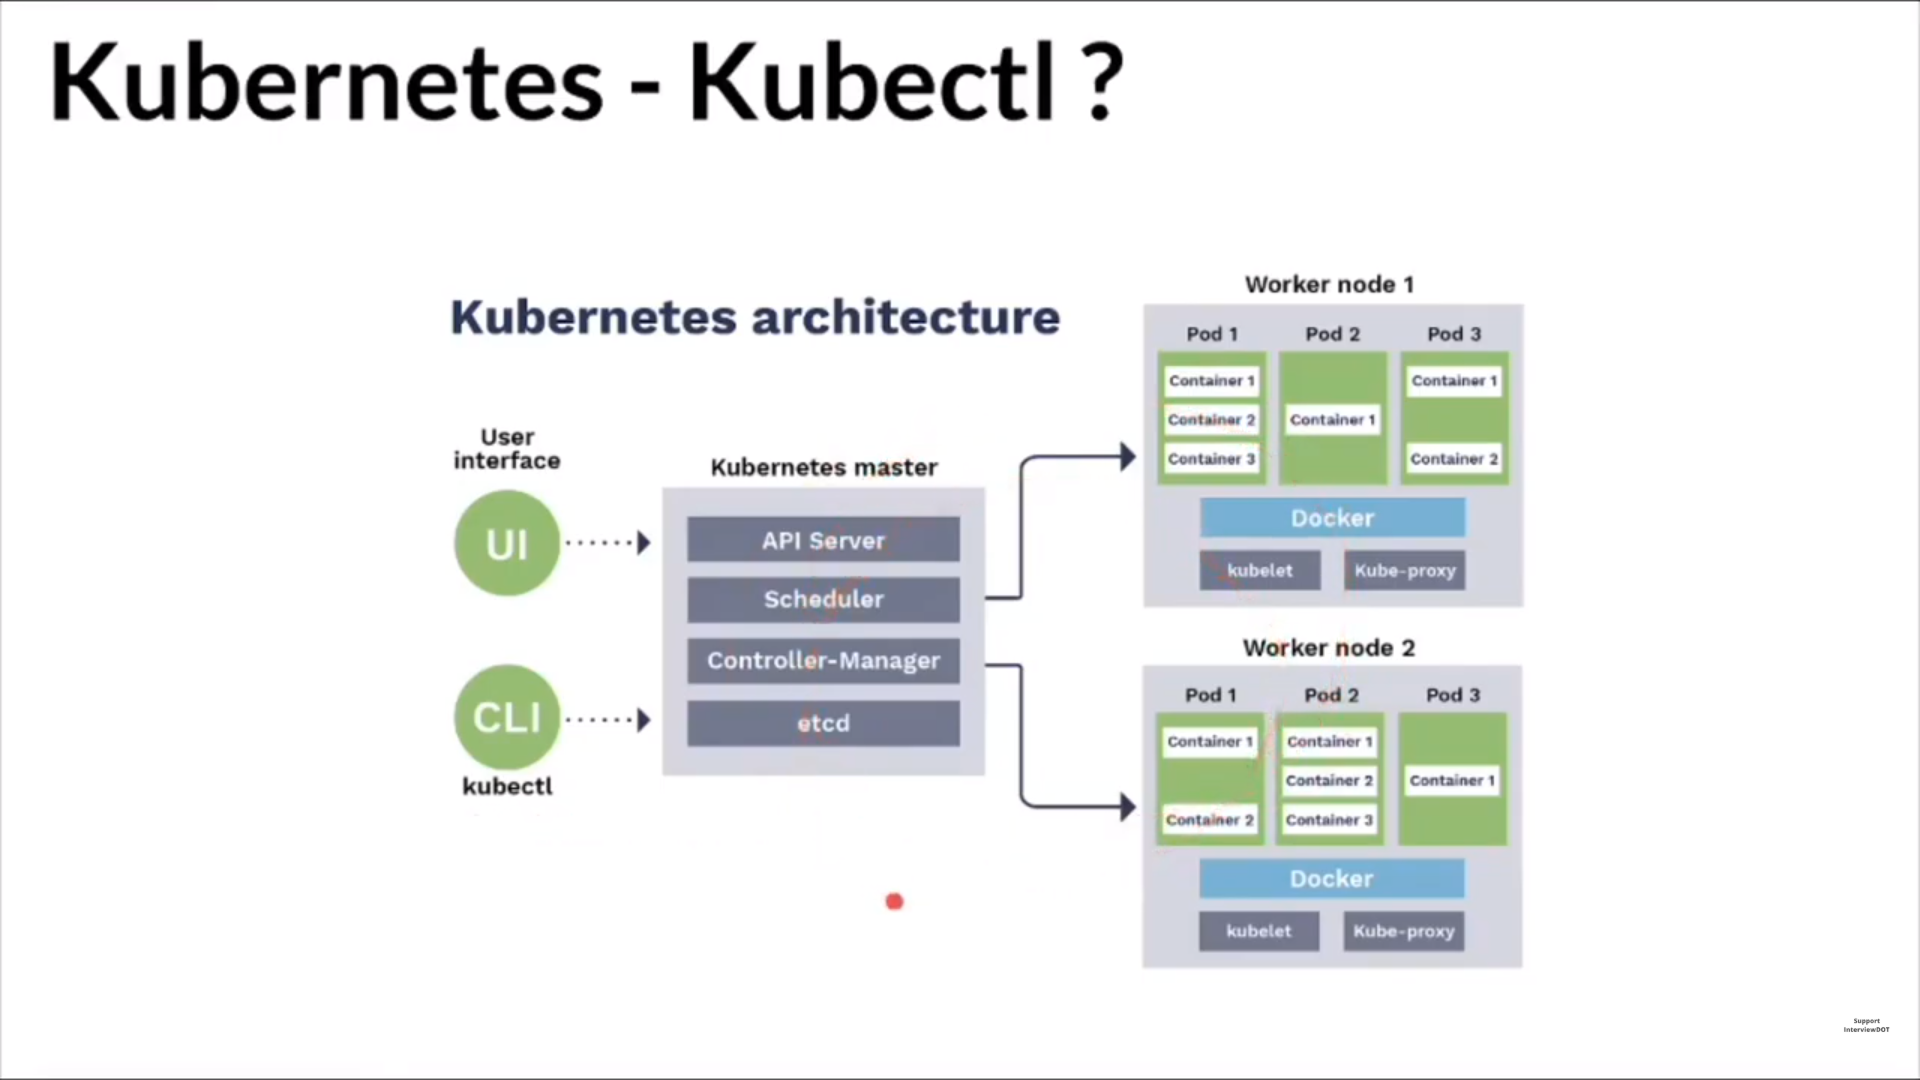 Kubernetes - Kubectl ?
Kubernetes architecture
User
interface
UI
CLI
kubectl
Kubernetes master
API Server
Scheduler
Controller-Manager
etcd
Worker node 1
Pod 1
Container 1
Container 2
Container 3
Pod 2
Container 1
Pod 3
Container 1
Container 2
Docker
kubelet
Kube-proxy
Worker node 2
Pod 1
Container 1
Container 2
Pod 2
Container 1
Container 2
Container 3
Pod 3
Container 1
Docker
kubelet
Kube-proxy
Support
InterviewDOT